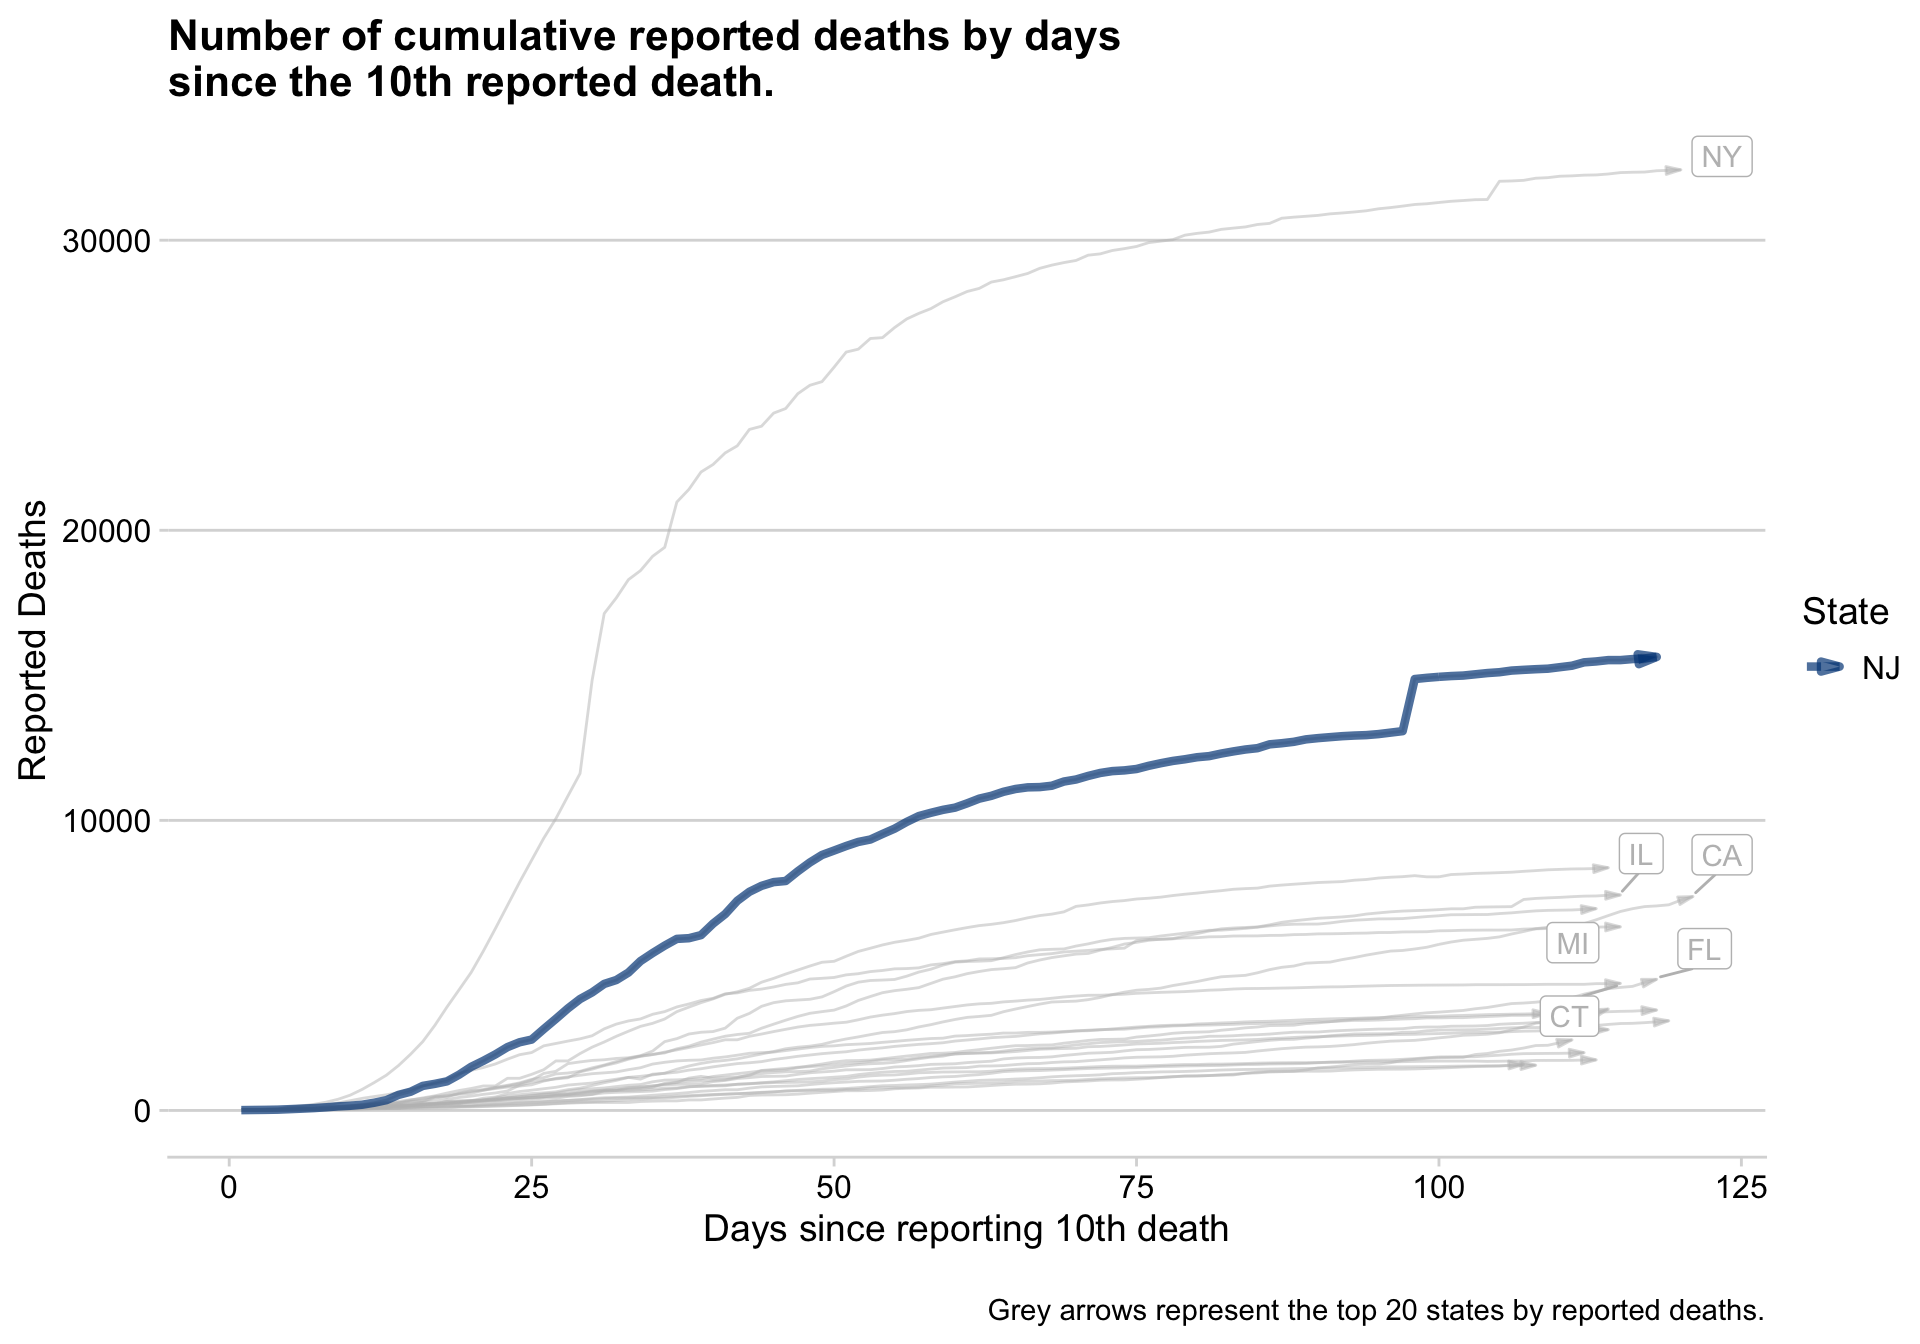 Number of cumulative reported deaths by days
since the 10th reported death.
NY
30000
20000
10000
0
Reported Deaths
IL
CA
MI
FL
CT
State
NJ
0 25 50 75 100 125
Days since reporting 10th death
Grey arrows represent the top 20 states by reported deaths.